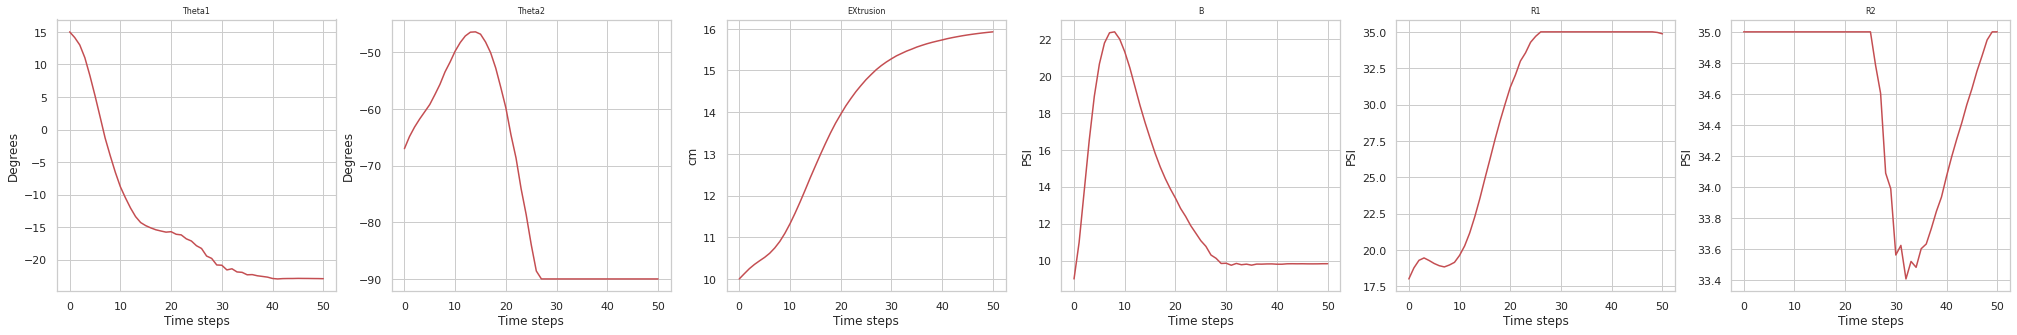 Theta1
15
10
5
0
−5
−10
−15
−20
Degrees
0 10 20 30 40 50
Time steps
Theta2
−50
−60
−70
−80
−90
Degrees
0 10 20 30 40 50
Time steps
EXtrusion
16
15
14
13
12
11
10
cm
0 10 20 30 40 50
Time steps
B
22
20
18
16
14
12
10
PSI
0 10 20 30 40 50
Time steps
R1
35.0
32.5
30.0
27.5
25.0
22.5
20.0
17.5
PSI
0 10 20 30 40 50
Time steps
R2
35.0
34.8
34.6
34.4
34.2
34.0
33.8
33.6
33.4
PSI
0 10 20 30 40 50
Time steps